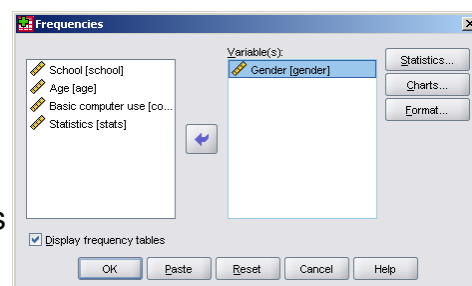 Frequencies
Variable(s):
School [school]
Age [age]
Basic computer use [co...
Statistics [stats]
Gender [gender]
Statistics...
Charts...
Format...
s
Display frequency tables
OK Paste Reset Cancel Help